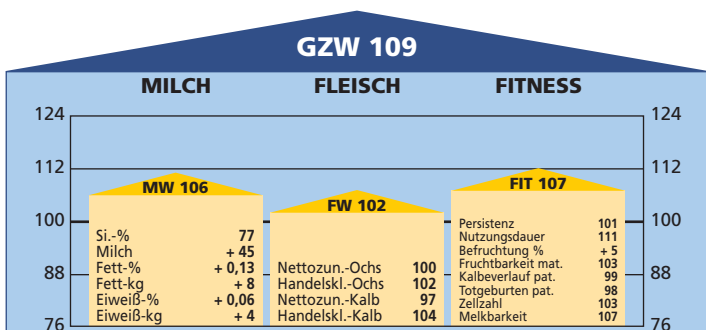 GZW 109
MILCH FLEISCH FITNESS
124 124
112 112
100 100
88 88
76 76
MW 106
Si.-% 77
Milch + 45
Fett-% + 0,13
Fett-kg + 8
Eiweiß-% + 0,06
Eiweiß-kg + 4
FW 102
Nettozun.-Ochs 100
Handelskl.-Ochs 102
Nettozun.-Kalb 97
Handelskl.-Kalb 104
FIT 107
Persistenz 101
Nutzungsdauer 111
Befruchtung % + 5
Fruchtbarkeit mat. 103
Kalbeverlauf pat. 99
Totgeburten pat. 98
Zellzahl 103
Melkbarkeit 107